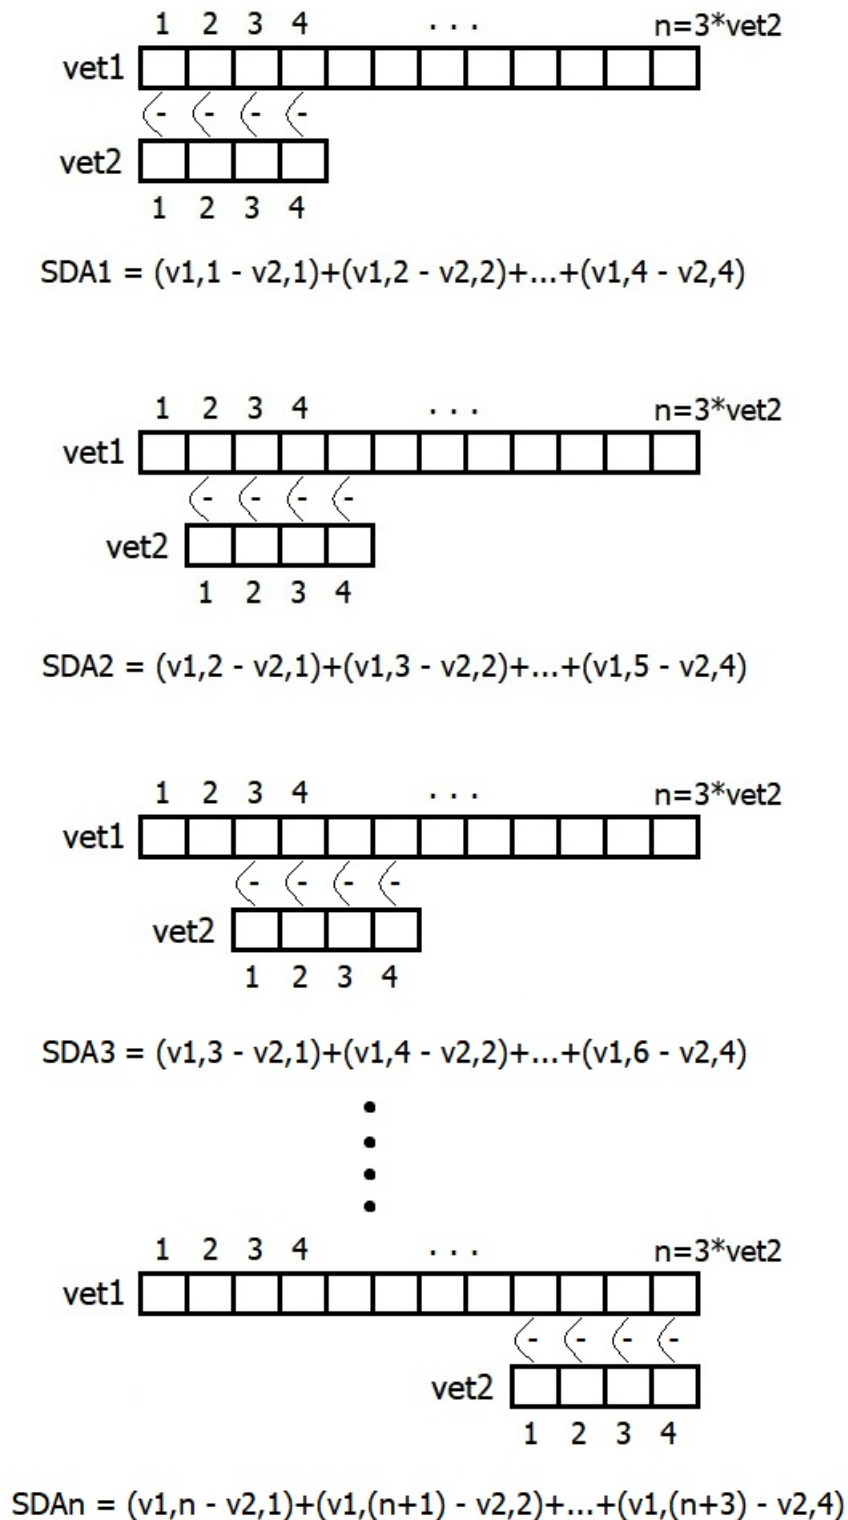 1 2 3 4 ... n=3*vet2
vet1
- - - -
vet2
1 2 3 4
SDA1 = (v1,1 - v2,1)+(v1,2 - v2,2)+...+(v1,4 - v2,4)
1 2 3 4 ... n=3*vet2
vet1
- - - -
vet2
1 2 3 4
SDA2 = (v1,2 - v2,1)+(v1,3 - v2,2)+...+(v1,5 - v2,4)
1 2 3 4 ... n=3*vet2
vet1
- - - -
vet2
1 2 3 4
SDA3 = (v1,3 - v2,1)+(v1,4 - v2,2)+...+(v1,6 - v2,4)
1 2 3 4 ... n=3*vet2
vet1
- - - -
vet2
1 2 3 4
SDAn = (v1,n - v2,1)+(v1,(n+1) - v2,2)+...+(v1,(n+3) - v2,4)